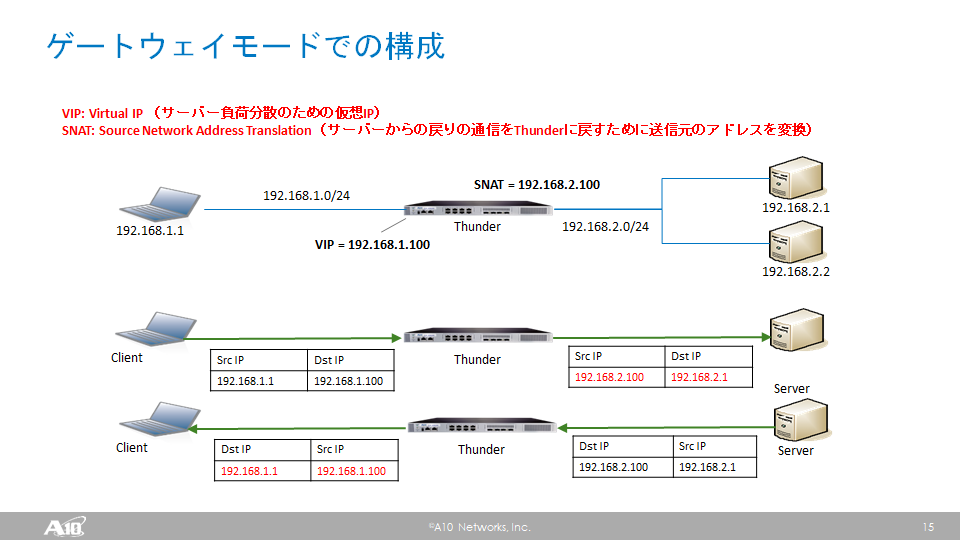 ゲートウェイモードでの構成
VIP: Virtual IP （サーバー負荷分散のための仮想IP）
SNAT: Source Network Address Translation（サーバーからの戻りの通信をThunderに戻すために送信元のアドレスを変換）
SNAT = 192.168.2.100
192.168.1.0/24
192.168.2.1
192.168.1.1
Thunder
192.168.2.0/24
VIP = 192.168.1.100
192.168.2.2
Client
Thunder
Src IP Dst IP
192.168.1.1 192.168.1.100
Src IP Dst IP
192.168.2.100 192.168.2.1
Server
Client
Thunder
Server
Dst IP Src IP
192.168.1.1 192.168.1.100
Dst IP Src IP
192.168.2.100 192.168.2.1
A10
©A10 Networks, Inc.
15